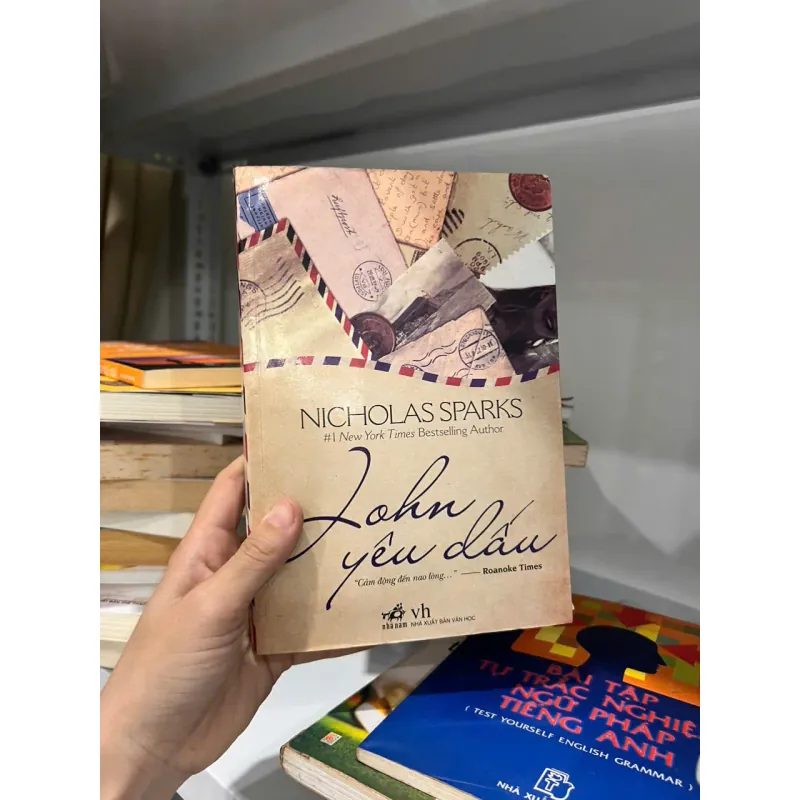 NICHOLAS SPARKS
#1 New York Times Bestselling Author
John
yêu dấu
"Cảm động đến nao lòng..." — Roanoke Times
nhã nam
vh
NHÀ XUẤT BẢN VĂN HỌC
BÀI TẬP
TỰ TRẮC NGHIỆ
NGỮ PHÁP
TIẾNG ANH
( TEST YOURSELF ENGLISH GRAMMAR )
NHÀ XUẤ